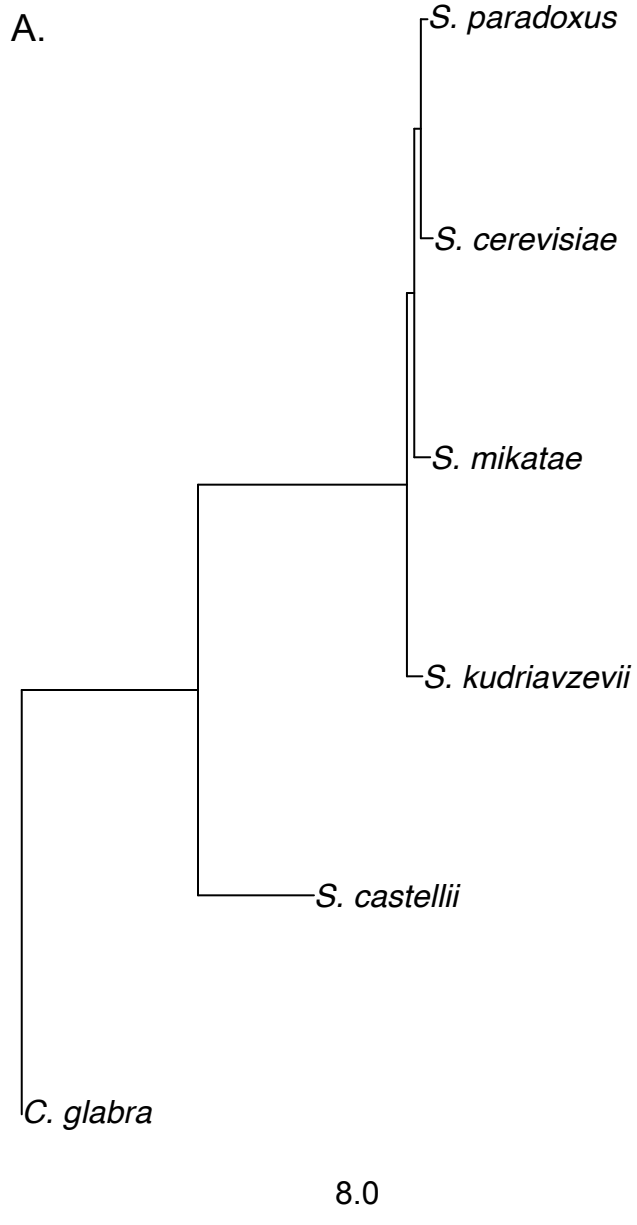 A.
S. paradoxus
S. cerevisiae
S. mikatae
S. kudriavzevii
S. castellii
C. glabra
8.0